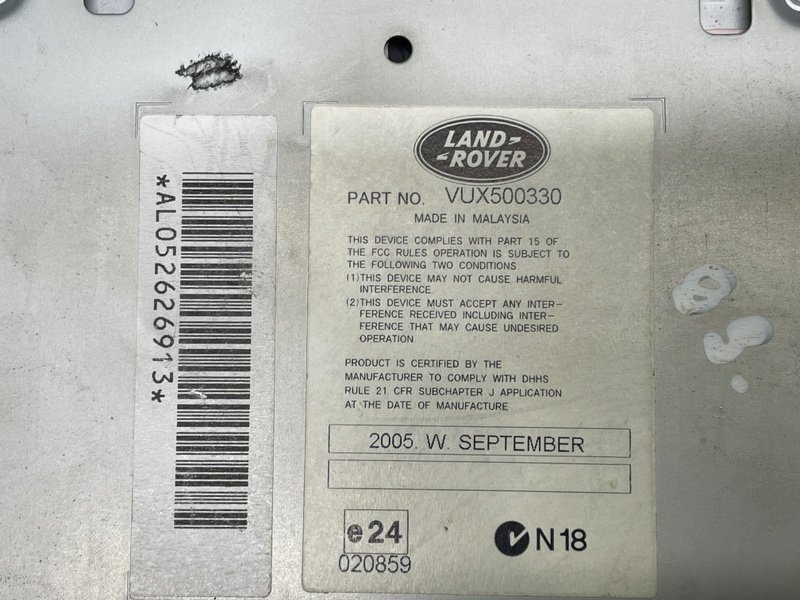 *AL052626913*
LAND-
-ROVER
PART NO. VUX500330
MADE IN MALAYSIA
THIS DEVICE COMPLIES WITH PART 15 OF
THE FCC RULES OPERATION IS SUBJECT TO
THE FOLLOWING TWO CONDITIONS
(1)THIS DEVICE MAY NOT CAUSE HARMFUL
INTERFERENCE.
(2)THIS DEVICE MUST ACCEPT ANY INTER-
FERENCE RECEIVED INCLUDING INTER-
FERENCE THAT MAY CAUSE UNDESIRED
OPERATION
PRODUCT IS CERTIFIED BY THE
MANUFACTURER TO COMPLY WITH DHHS
RULE 21 CFR SUBCHAPTER J APPLICATION
AT THE DATE OF MANUFACTURE
2005. W. SEPTEMBER
e24
020859
N18